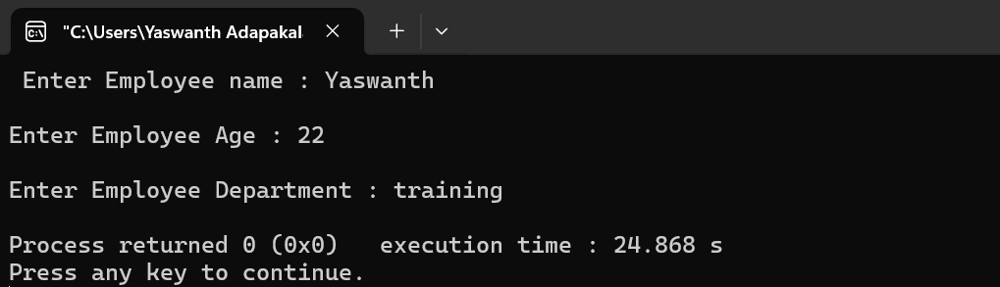 "C:\Users\Yaswanth Adapakal
Enter Employee name : Yaswanth
Enter Employee Age : 22
Enter Employee Department : training
Process returned 0 (0x0)   execution time : 24.868 s
Press any key to continue.